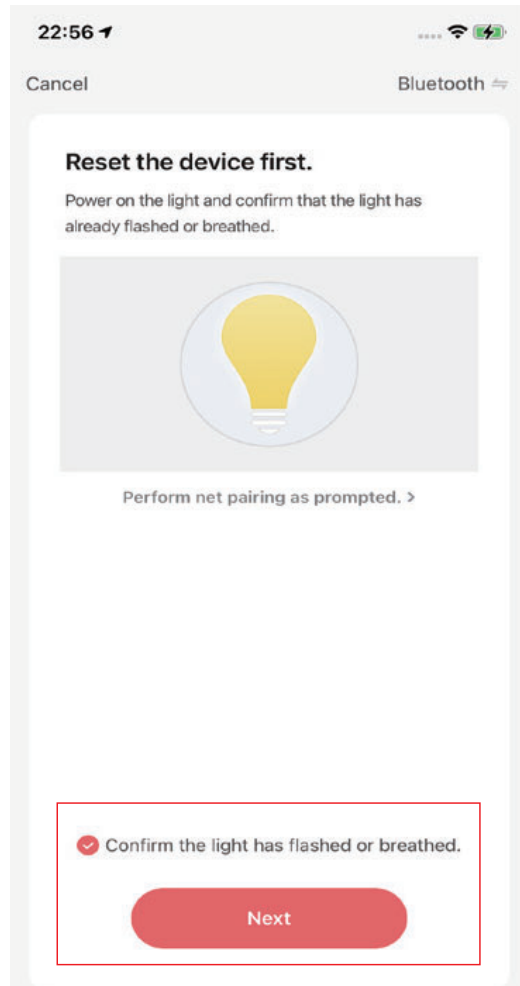 22:56
Cancel
Bluetooth
Reset the device first.
Power on the light and confirm that the light has
already flashed or breathed.
Perform net pairing as prompted. >
Confirm the light has flashed or breathed.
Next